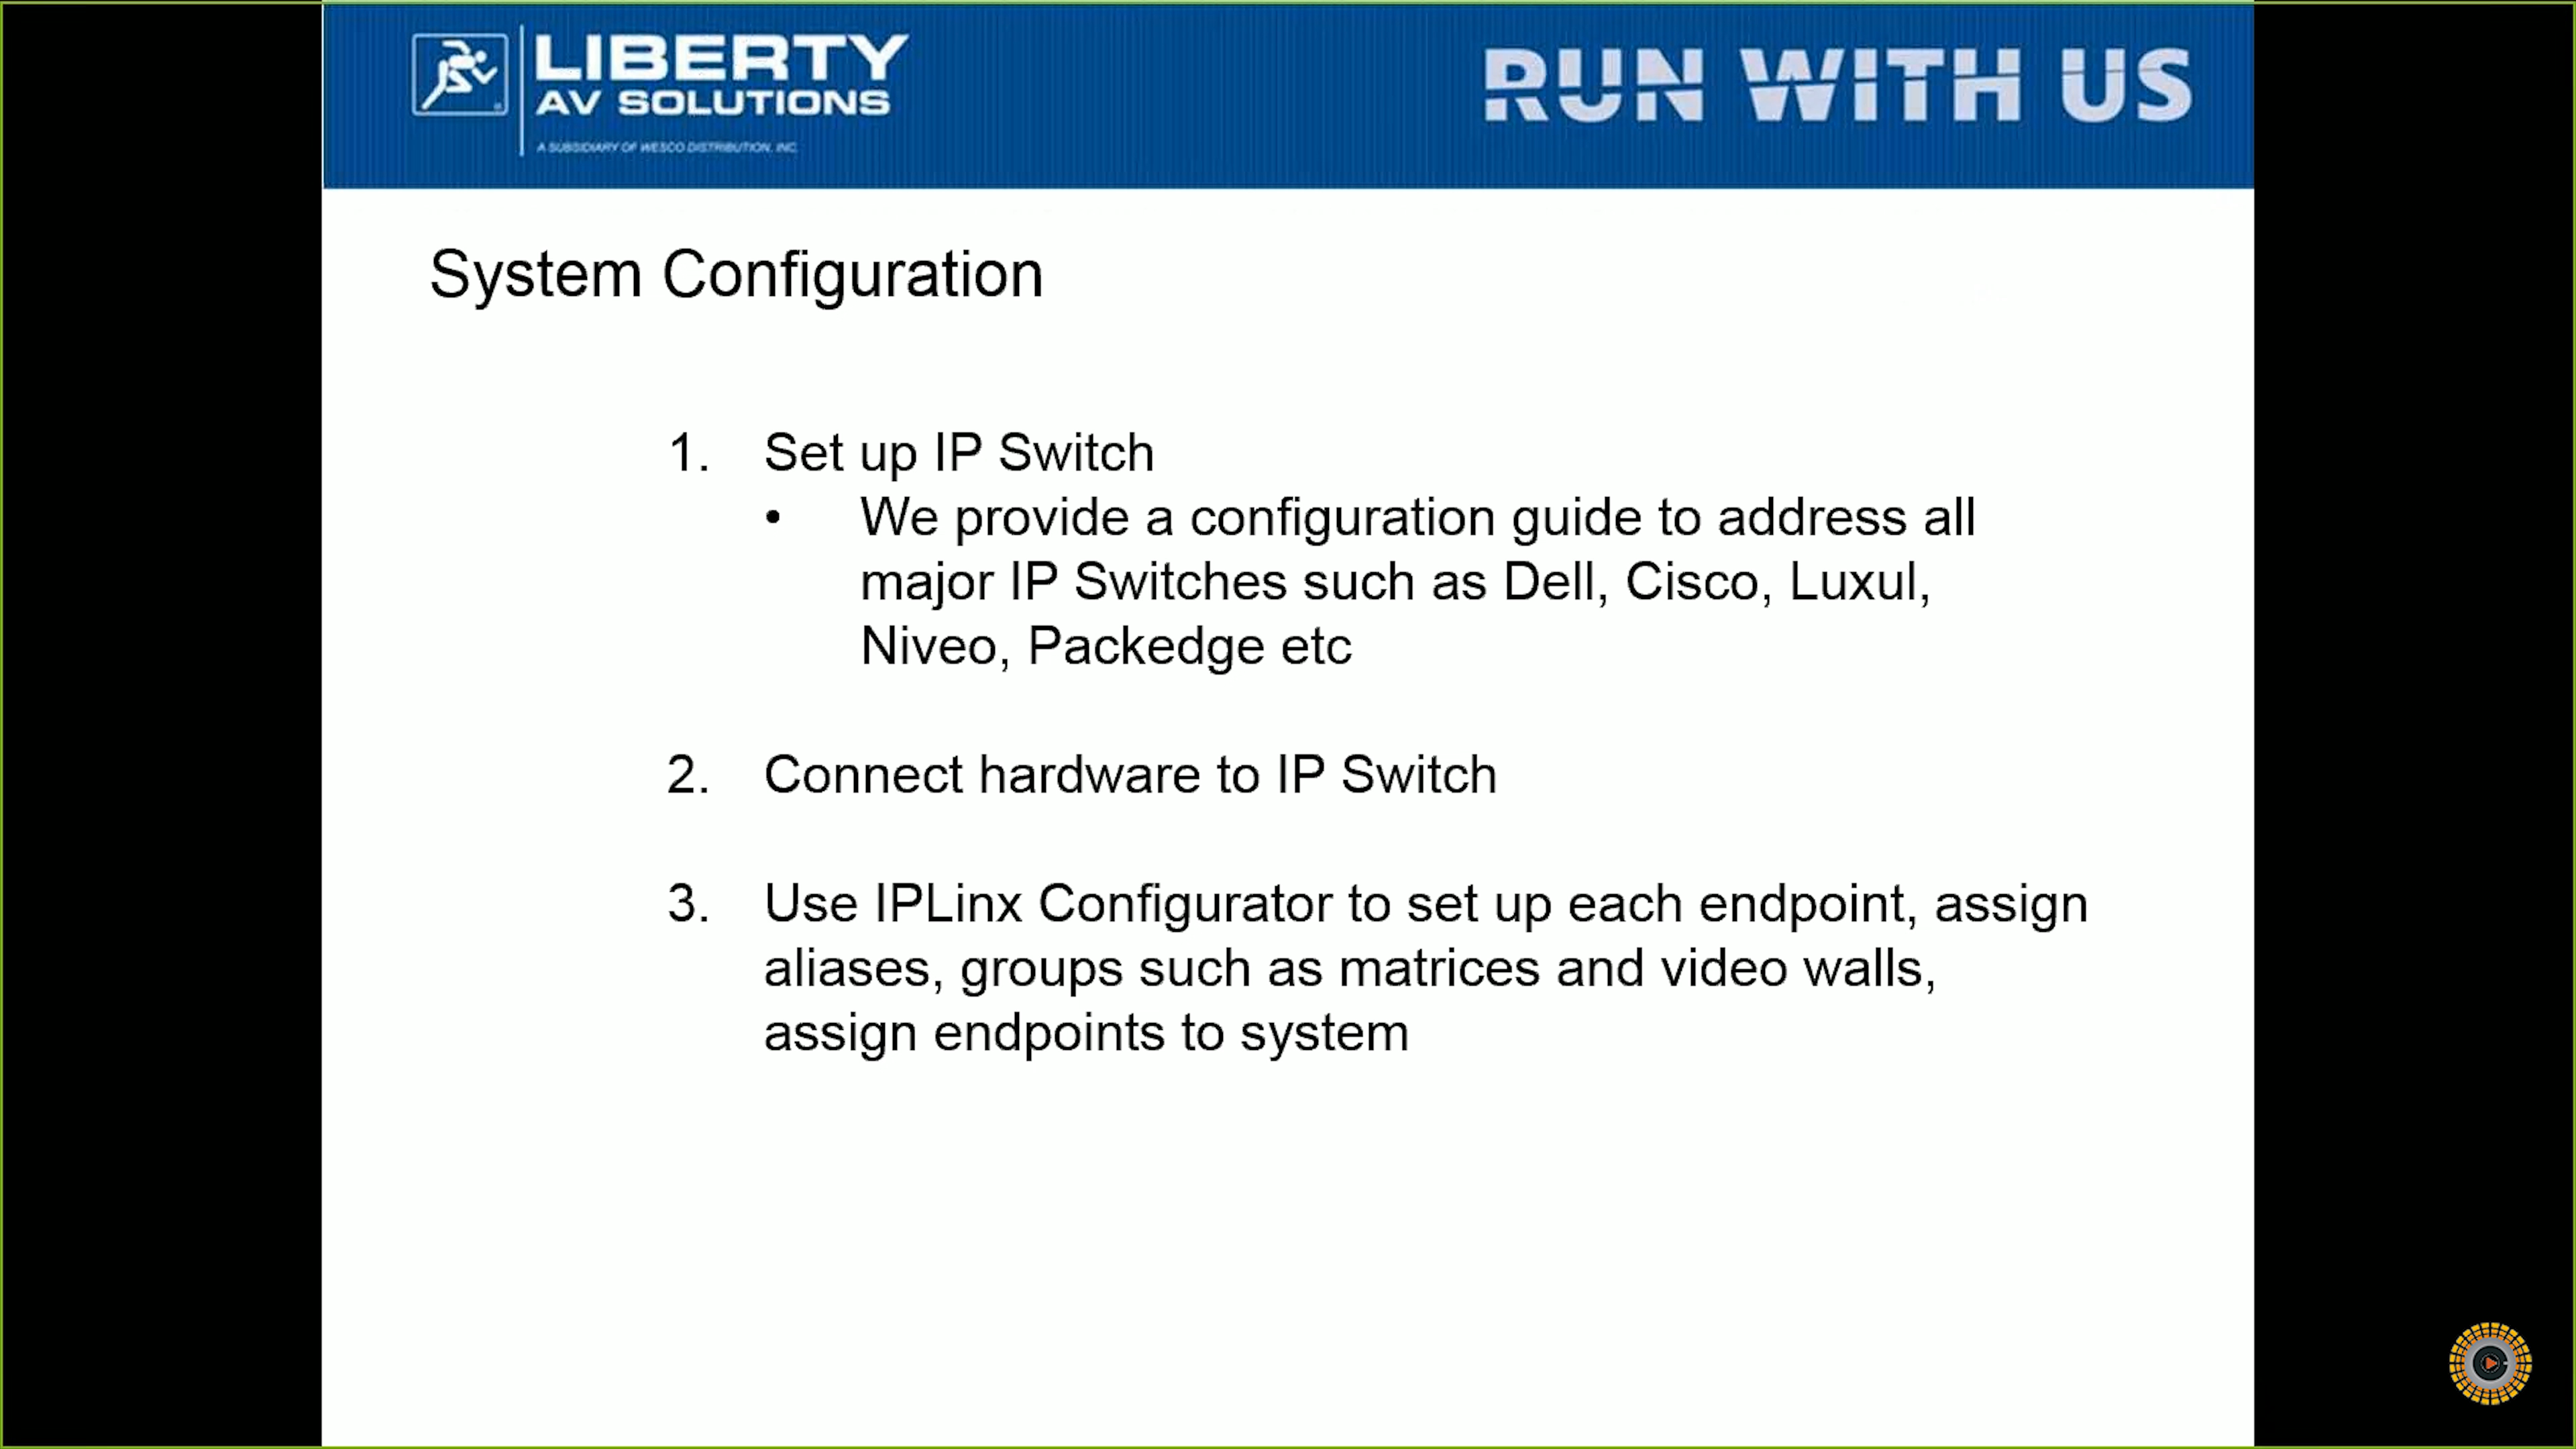 LIBERTY
AV SOLUTIONS
A SUBSIDIARY OF WESCO DISTRIBUTION, INC.
RUN WITH US
System Configuration
1. Set up IP Switch
• We provide a configuration guide to address all
major IP Switches such as Dell, Cisco, Luxul,
Niveo, Packedge etc
2. Connect hardware to IP Switch
3. Use IPLinx Configurator to set up each endpoint, assign
aliases, groups such as matrices and video walls,
assign endpoints to system